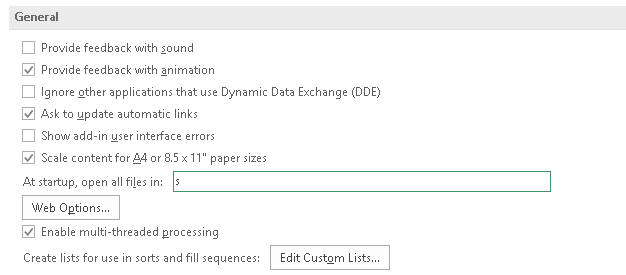 General
Provide feedback with sound
Provide feedback with animation
Ignore other applications that use Dynamic Data Exchange (DDE)
Ask to update automatic links
Show add-in user interface errors
Scale content for A4 or 8.5 x 11" paper sizes
At startup, open all files in: s
Web Options...
Enable multi-threaded processing
Create lists for use in sorts and fill sequences: Edit Custom Lists...